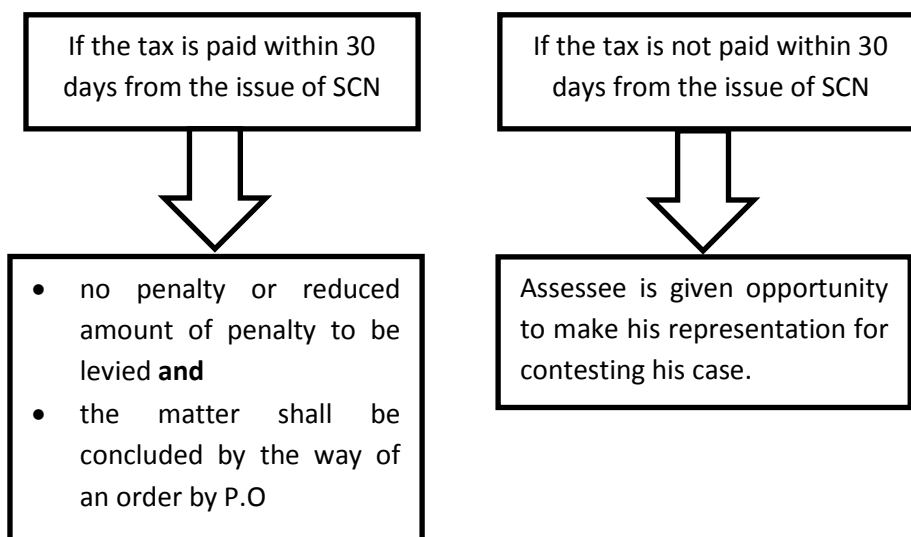 If the tax is paid within 30
days from the issue of SCN
If the tax is not paid within 30
days from the issue of SCN
• no penalty or reduced
amount of penalty to be
levied and
• the matter shall be
concluded by the way of
an order by P.O
Assessee is given opportunity
to make his representation for
contesting his case.